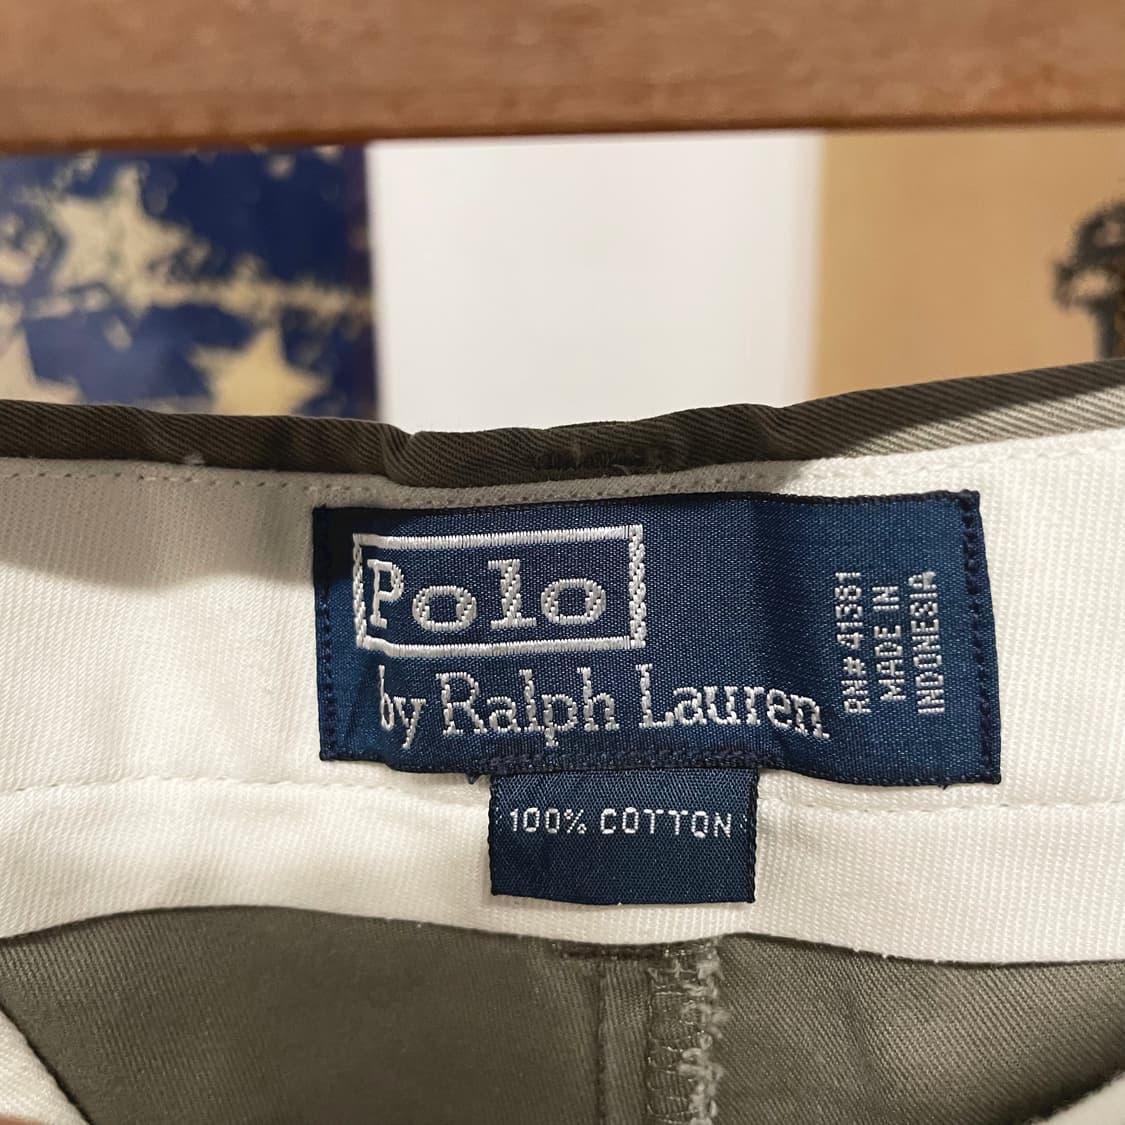 Polo
by Ralph Lauren
RN# 41381
MADE IN
INDONESIA
100% COTTON